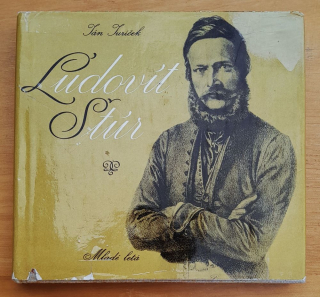 Ján Juríček
Ľudovít
Štúr
Mladé letá